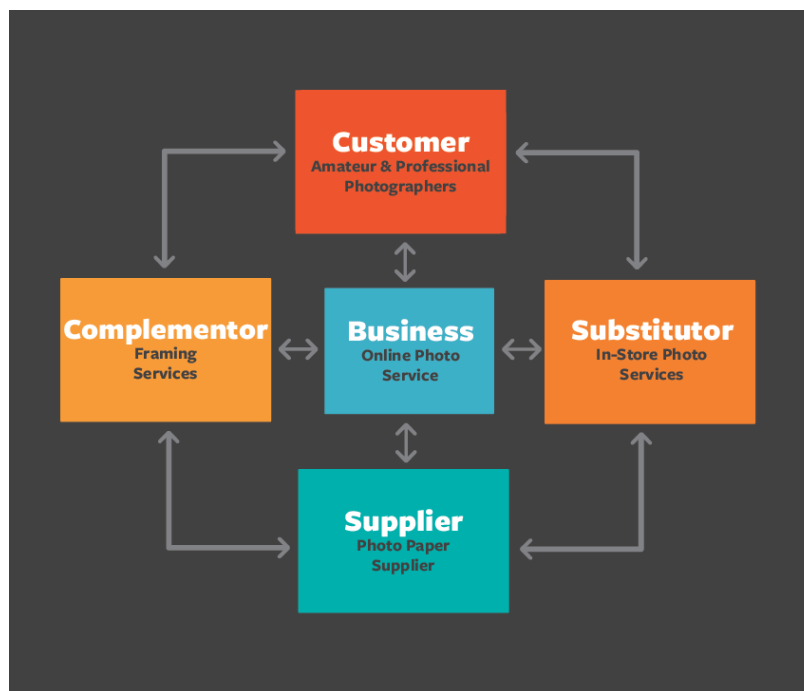 Customer
Amateur & Professional
Photographers
Complementor
Framing
Services
Business
Online Photo
Service
Substitutor
In-Store Photo
Services
Supplier
Photo Paper
Supplier